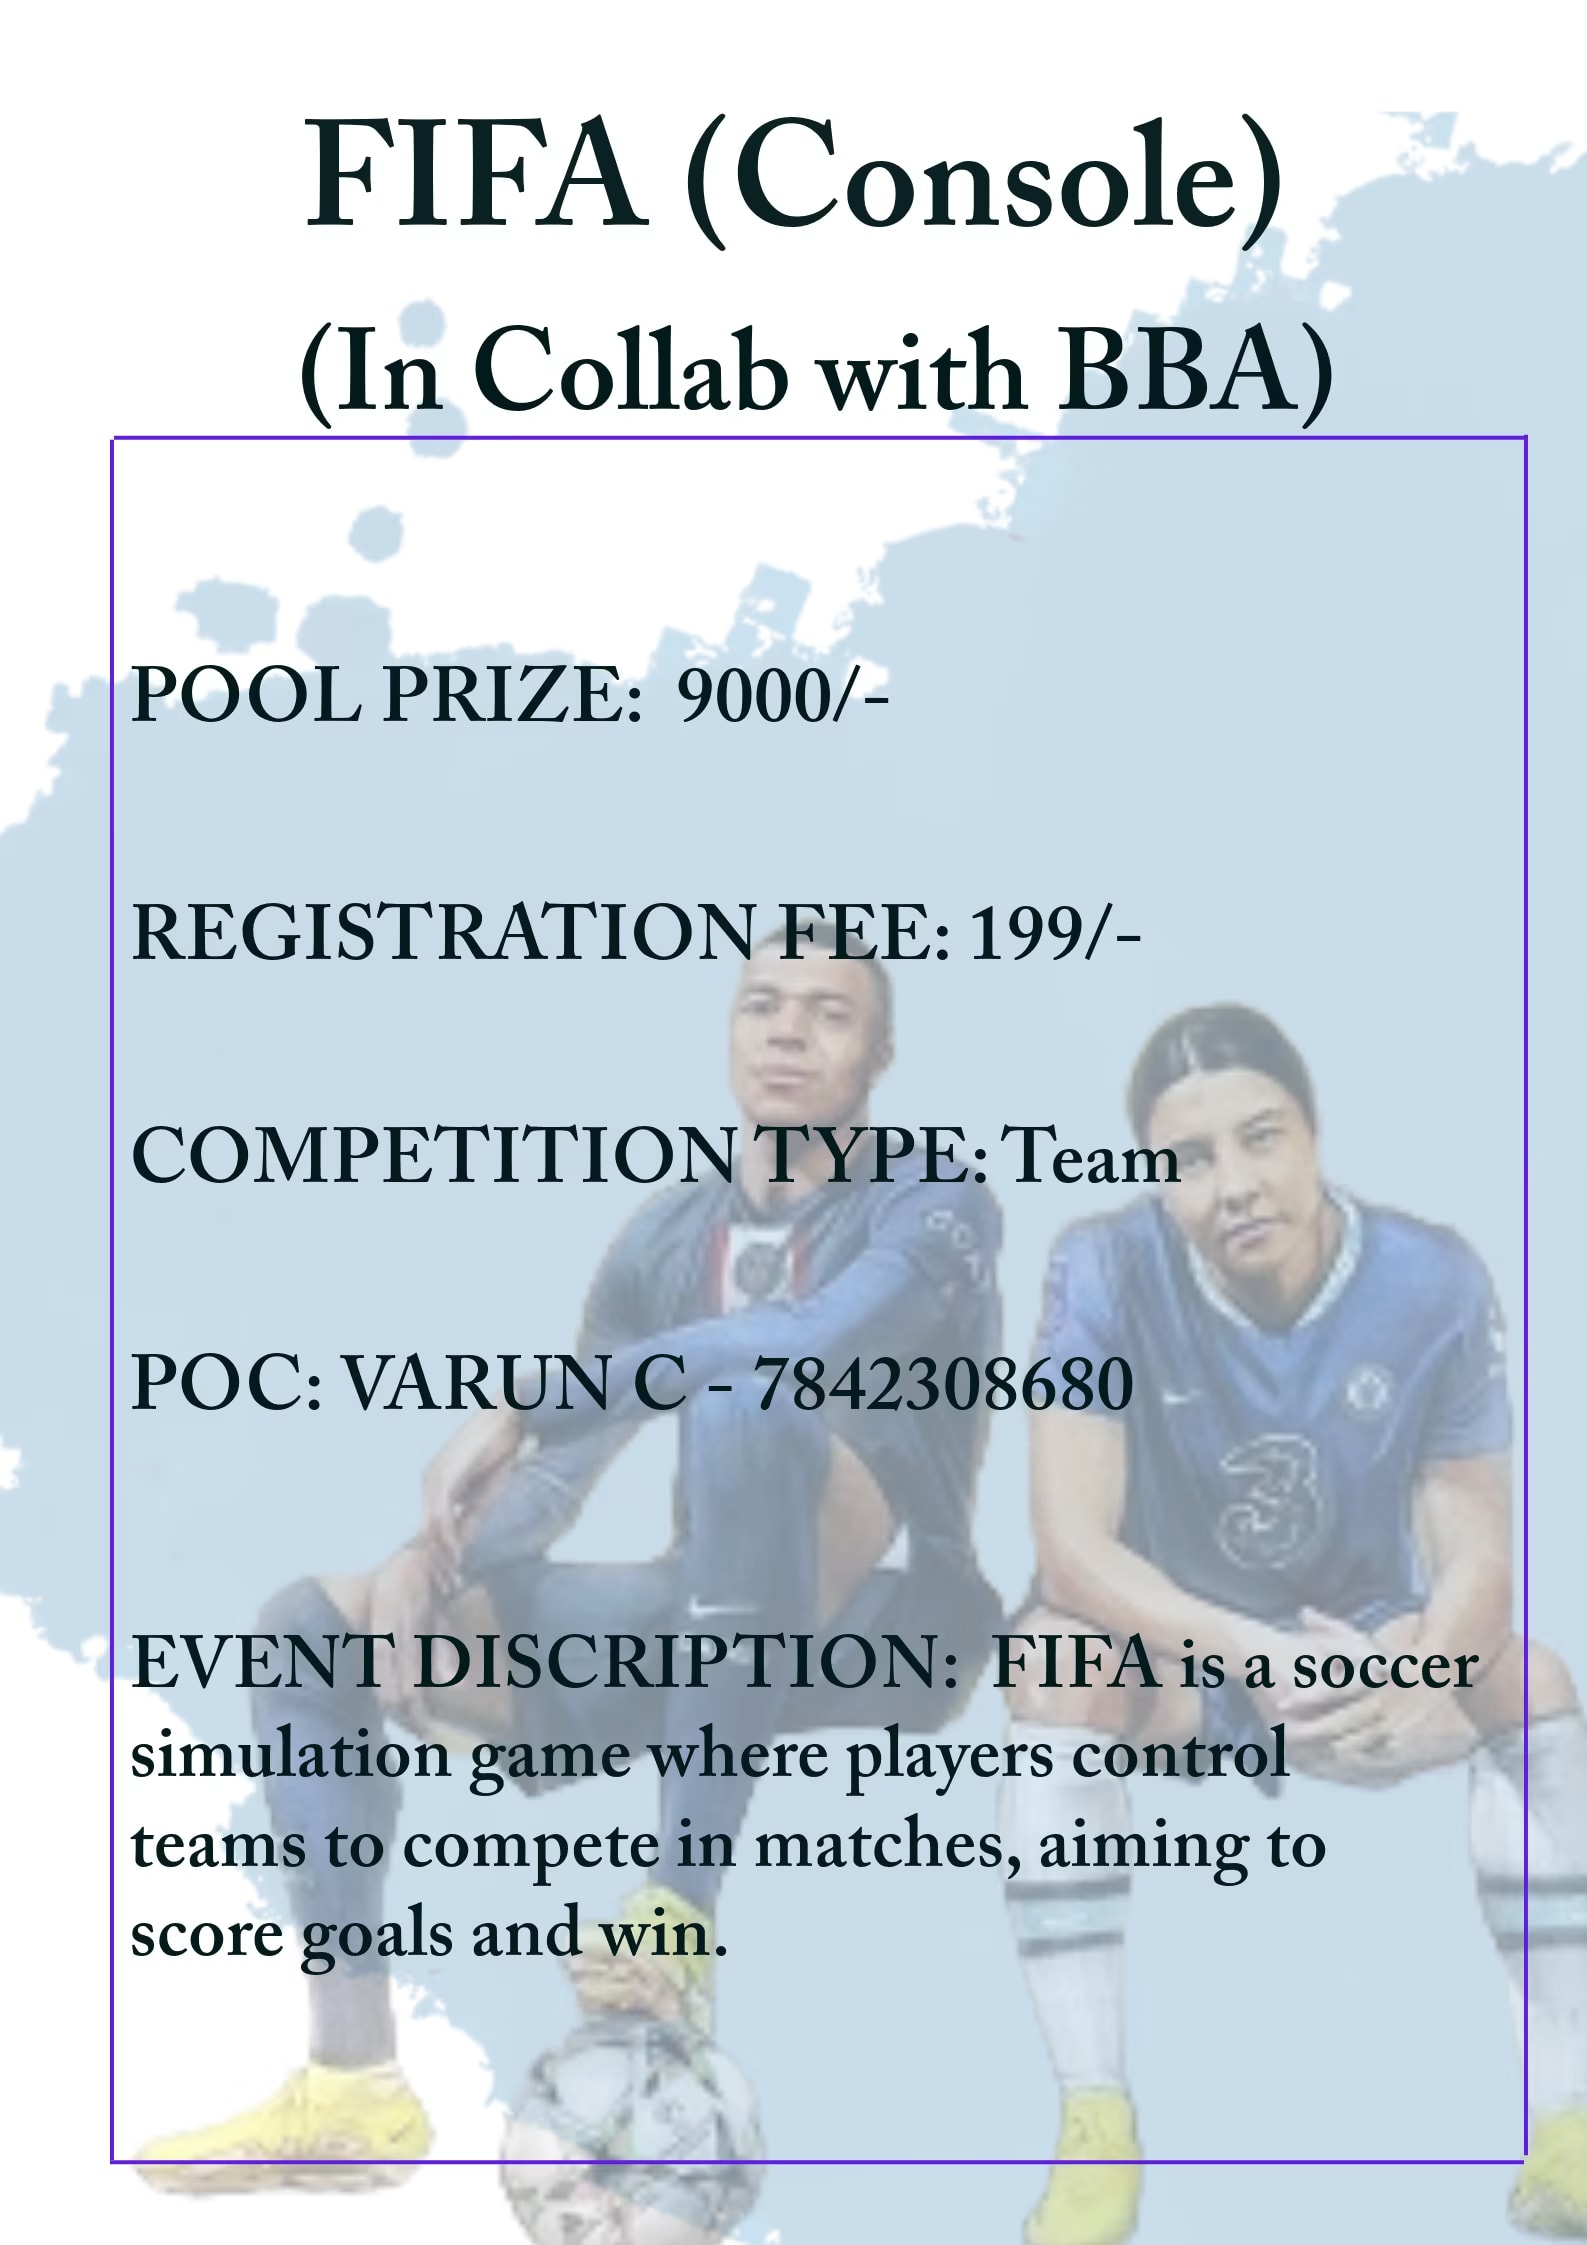 FIFA (Console)
(In Collab with BBA)
POOL PRIZE:  9000/-
REGISTRATION FEE: 199/-
COMPETITION TYPE: Team
POC: VARUN C - 7842308680
EVENT DISCRIPTION:  FIFA is a soccer
simulation game where players control
teams to compete in matches, aiming to
score goals and win.
3